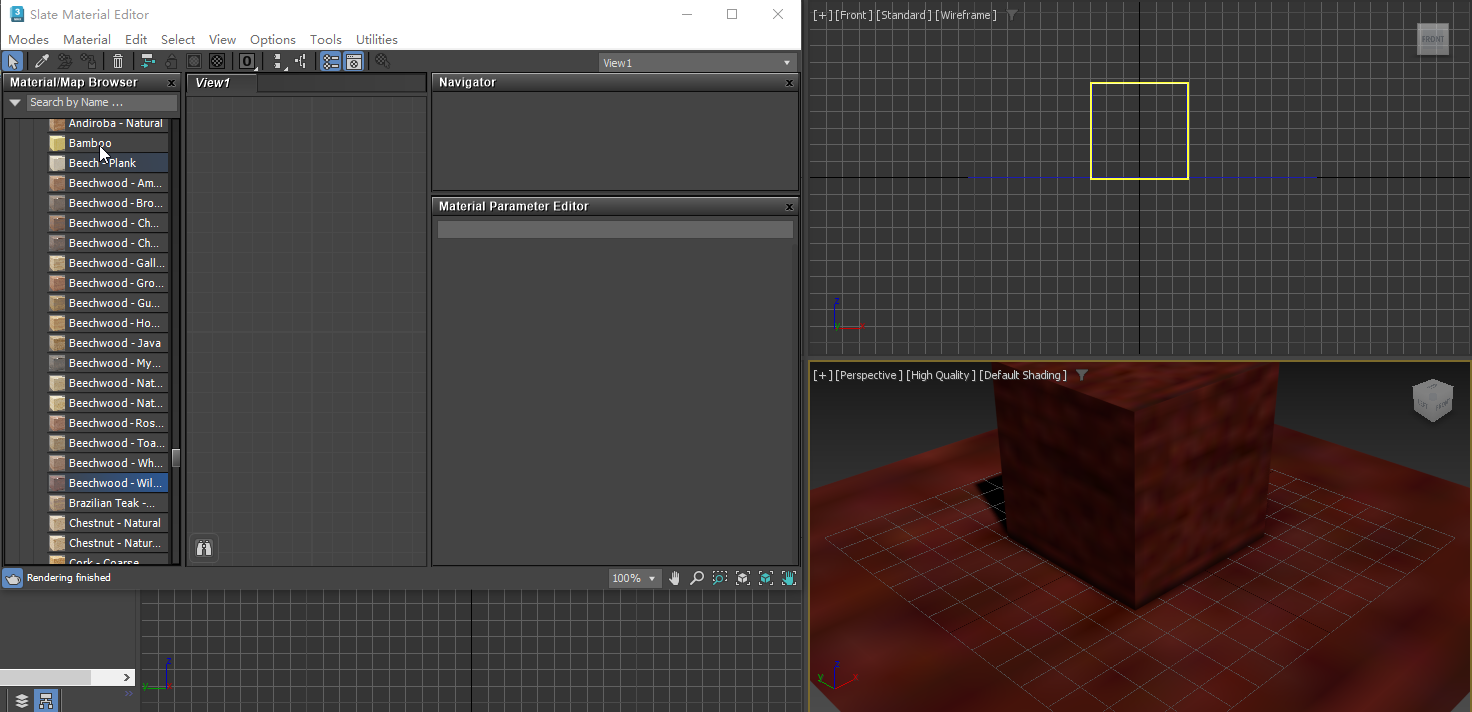 Slate Material Editor
Modes Material Edit Select View Options Tools Utilities
View1
Material/Map Browser x
Search by Name ...
Andiroba - Natural
Bamboo
Beech - Plank
Beechwood - Am...
Beechwood - Bro...
Beechwood - Ch...
Beechwood - Ch...
Beechwood - Gall...
Beechwood - Gro...
Beechwood - Gu...
Beechwood - Ho...
Beechwood - Java
Beechwood - My...
Beechwood - Nat...
Beechwood - Nat...
Beechwood - Ros...
Beechwood - Toa...
Beechwood - Wh...
Beechwood - Wil...
Brazilian Teak -...
Chestnut - Natural
Chestnut - Natur...
Cork - Coarse
Rendering finished
View1
Navigator x
Material Parameter Editor x
100%
[+] [Front ] [Standard ] [Wireframe ]
FRONT
z
x
[+] [Perspective ] [High Quality ] [Default Shading ]
FRONT
z
y
x
z
y